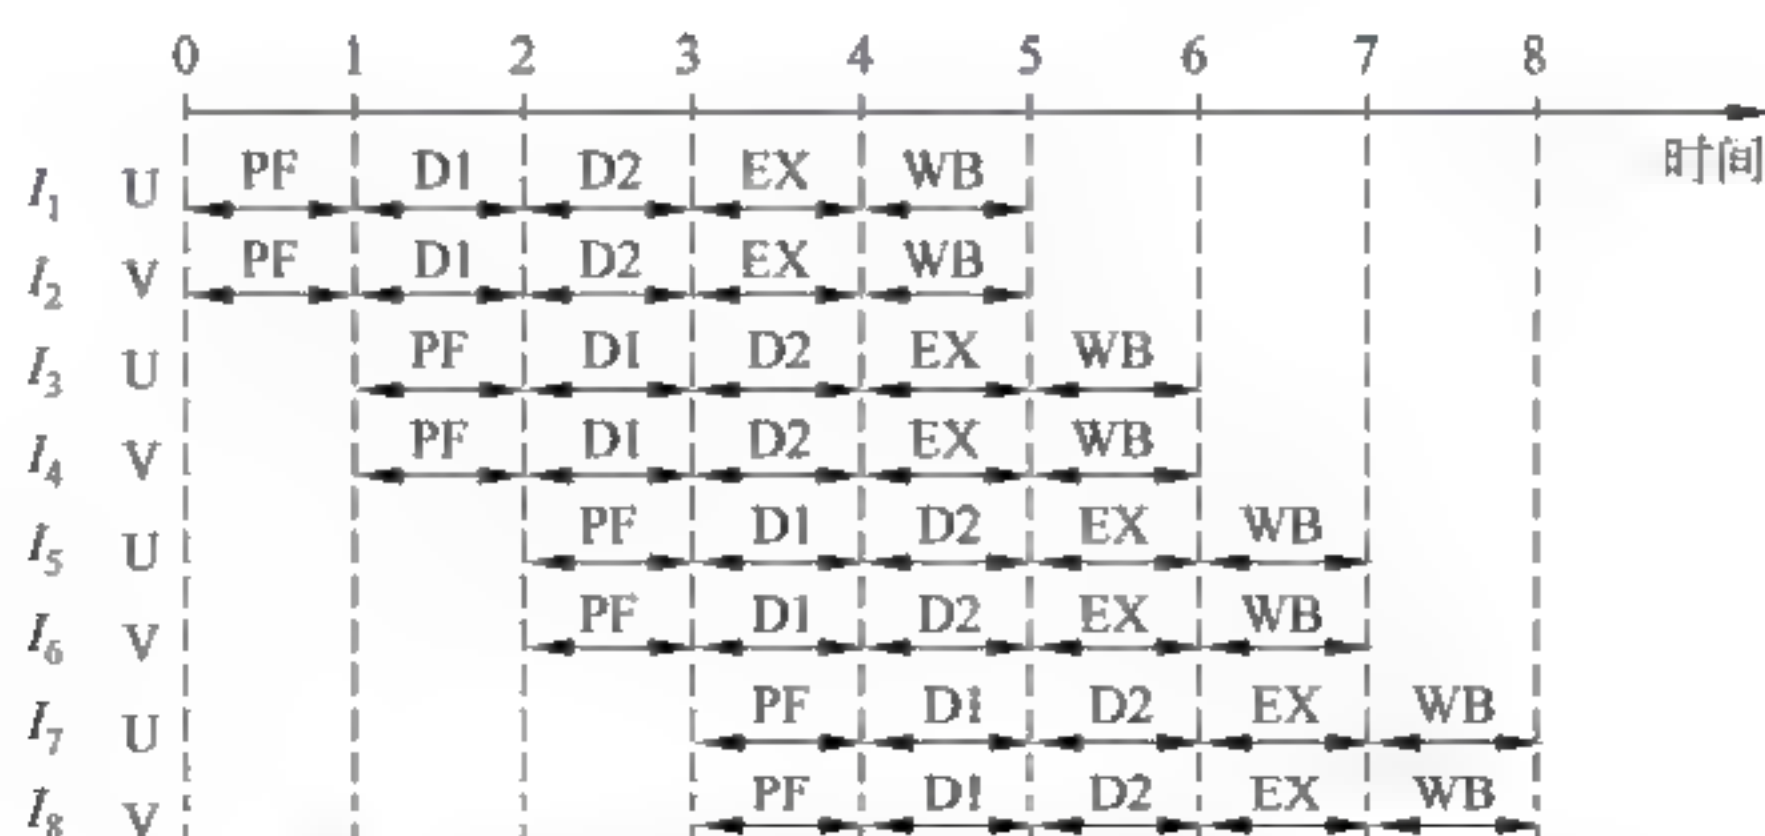 0 1 2 3 4 5 6 7 8
时间
I1 U PF D1 D2 EX WB
I2 V PF D1 D2 EX WB
I3 U PF D1 D2 EX WB
I4 V PF D1 D2 EX WB
I5 U PF D1 D2 EX WB
I6 V PF D1 D2 EX WB
I7 U PF D1 D2 EX WB
I8 V PF D1 D2 EX WB